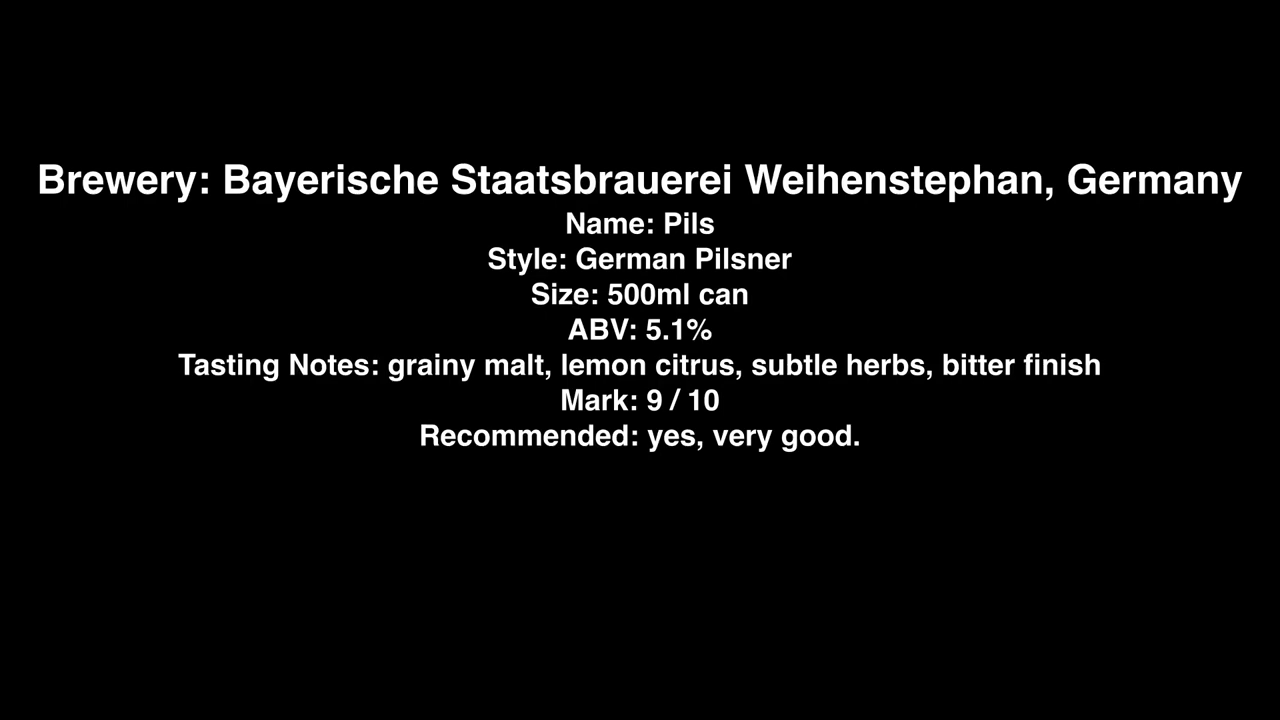 Brewery: Bayerische Staatsbrauerei Weihenstephan, Germany
Name: Pils
Style: German Pilsner
Size: 500ml can
ABV: 5.1%
Tasting Notes: grainy malt, lemon citrus, subtle herbs, bitter finish
Mark: 9 / 10
Recommended: yes, very good.